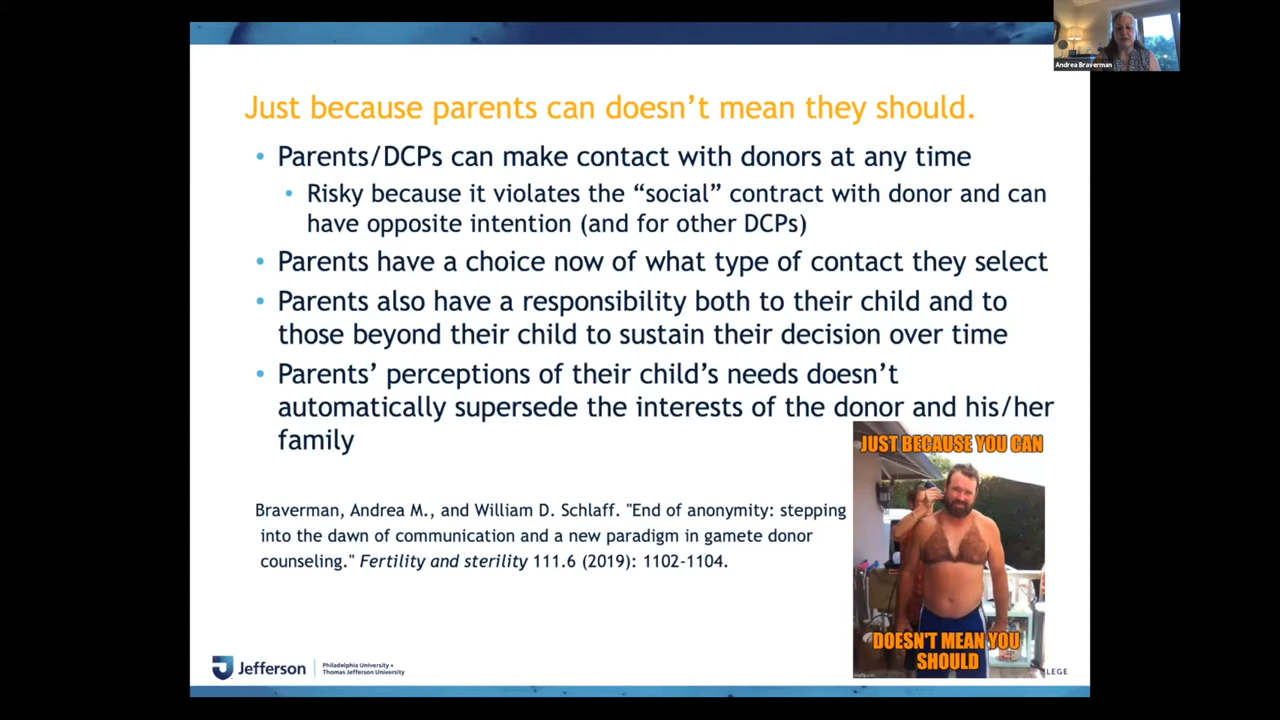 Andrea Braverman
Just because parents can doesn't mean they should.
• Parents/DCPs can make contact with donors at any time
• Risky because it violates the “social” contract with donor and can
have opposite intention (and for other DCPs)
• Parents have a choice now of what type of contact they select
• Parents also have a responsibility both to their child and to
those beyond their child to sustain their decision over time
• Parents’ perceptions of their child’s needs doesn’t
automatically supersede the interests of the donor and his/her
family
JUST BECAUSE YOU CAN
DOESN'T MEAN YOU
SHOULD
Braverman, Andrea M., and William D. Schlaff. "End of anonymity: stepping
into the dawn of communication and a new paradigm in gamete donor
counseling." Fertility and sterility 111.6 (2019): 1102-1104.
Jefferson
Philadelphia University +
Thomas Jefferson University
LEGE